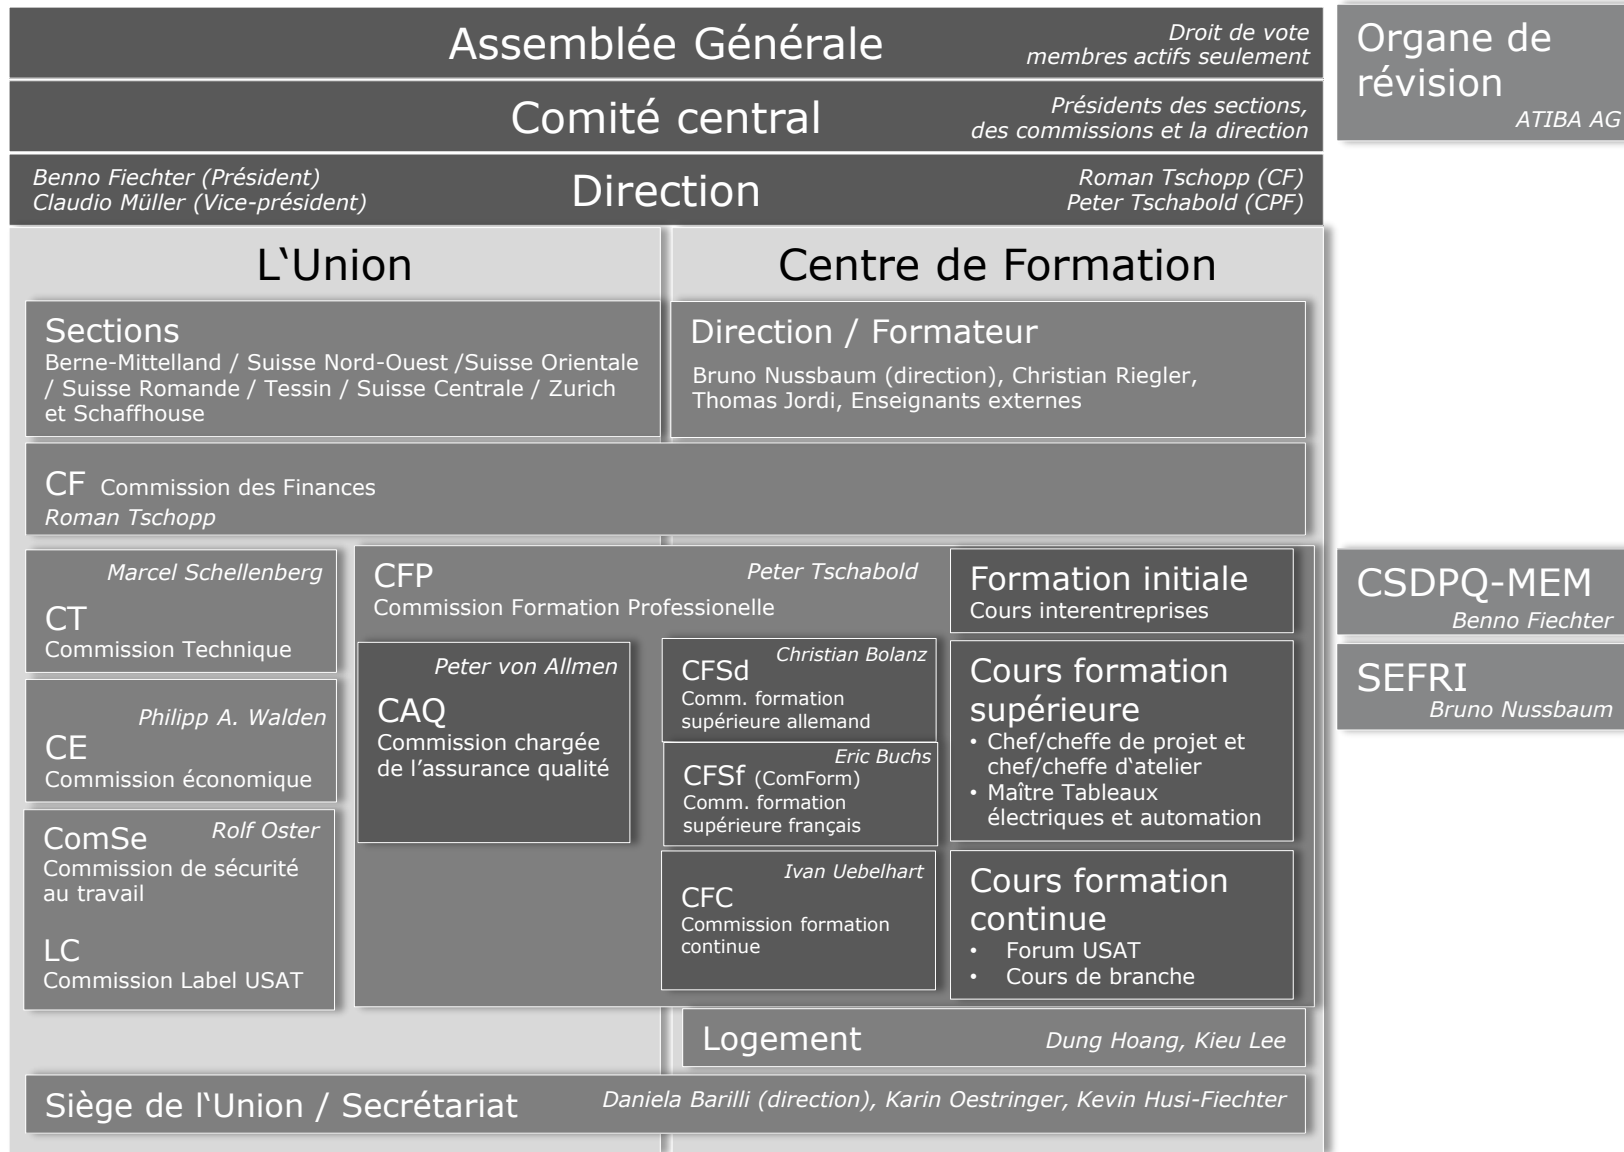 Assemblée Générale
Droit de vote
membres actifs seulement
Comité central
Présidents des sections,
des commissions et la direction
Benno Fiechter (Président)
Claudio Müller (Vice-président)
Direction
Roman Tschopp (CF)
Peter Tschabold (CPF)
Organe de
révision
ATIBA AG
L‘Union
Centre de Formation
Sections
Berne-Mittelland / Suisse Nord-Ouest /Suisse Orientale
/ Suisse Romande / Tessin / Suisse Centrale / Zurich
et Schaffhouse
Direction / Formateur
Bruno Nussbaum (direction), Christian Riegler,
Thomas Jordi, Enseignants externes
CF Commission des Finances
Roman Tschopp
Marcel Schellenberg
CT
Commission Technique
Philipp A. Walden
CE
Commission économique
ComSe Rolf Oster
Commission de sécurité
au travail
LC
Commission Label USAT
CFP Peter Tschabold
Commission Formation Professionelle
Peter von Allmen
CAQ
Commission chargée
de l’assurance qualité
Christian Bolanz
CFSd
Comm. formation
supérieure allemand
Eric Buchs
CFSf (ComForm)
Comm. formation
supérieure français
Ivan Uebelhart
CFC
Commission formation
continue
Formation initiale
Cours interentreprises
Cours formation
supérieure
• Chef/cheffe de projet et
chef/cheffe d‘atelier
• Maître Tableaux
électriques et automation
Cours formation
continue
• Forum USAT
• Cours de branche
CSDPQ-MEM
Benno Fiechter
SEFRI
Bruno Nussbaum
Logement Dung Hoang, Kieu Lee
Siège de l‘Union / Secrétariat Daniela Barilli (direction), Karin Oestringer, Kevin Husi-Fiechter